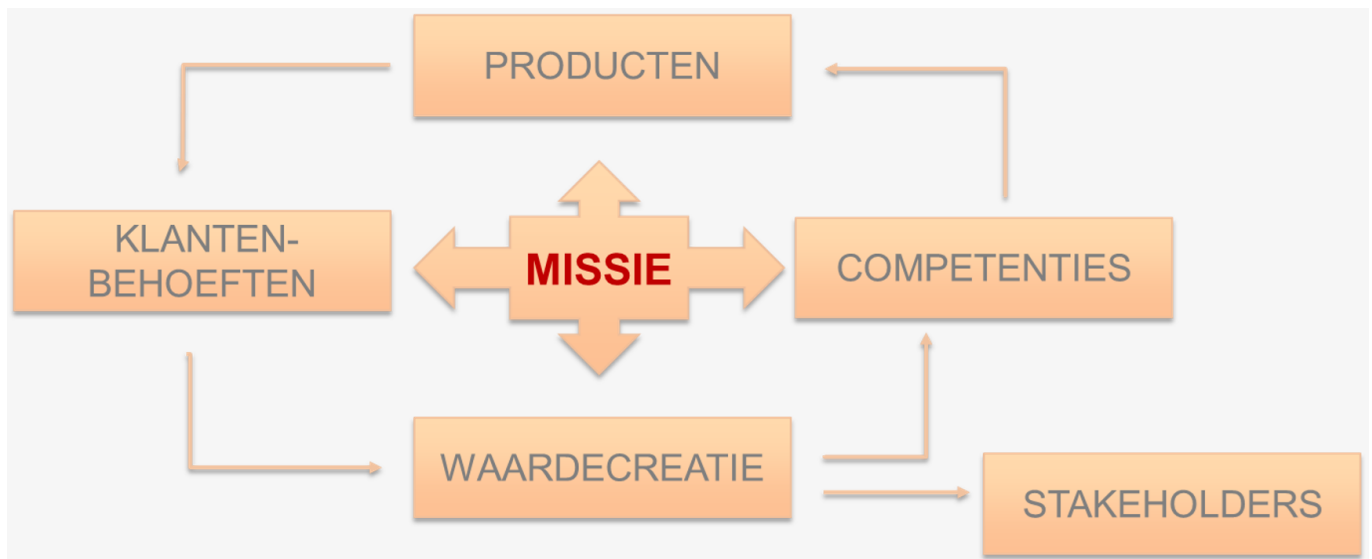 PRODUCTEN
KLANTEN-
BEHOEFTEN
MISSIE
COMPETENTIES
WAARDECREATIE
STAKEHOLDERS